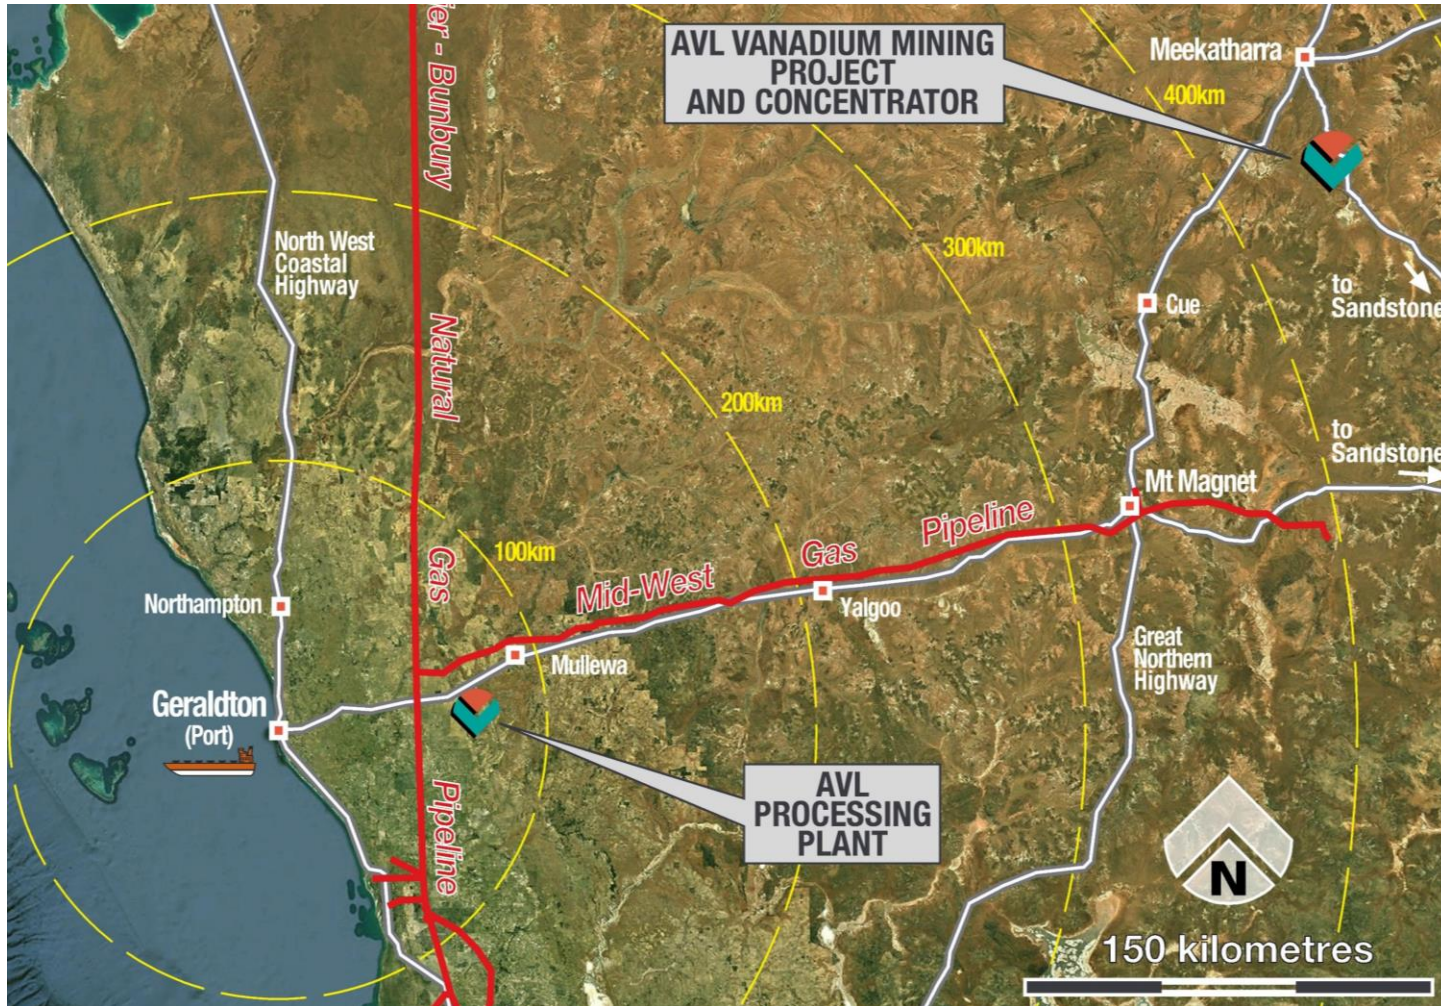 ier - Bunbury
Natural
Gas
Pipeline
AVL VANADIUM MINING
PROJECT
AND CONCENTRATOR
Meekatharra
400km
North West
Coastal
Highway
300km
to
Sandstone
Cue
200km
to
Sandstone
Mt Magnet
100km
Mid-West
Gas
Pipeline
Northampton
Yalgoo
Mullewa
Great
Northern
Highway
Geraldton
(Port)
AVL
PROCESSING
PLANT
N
150 kilometres